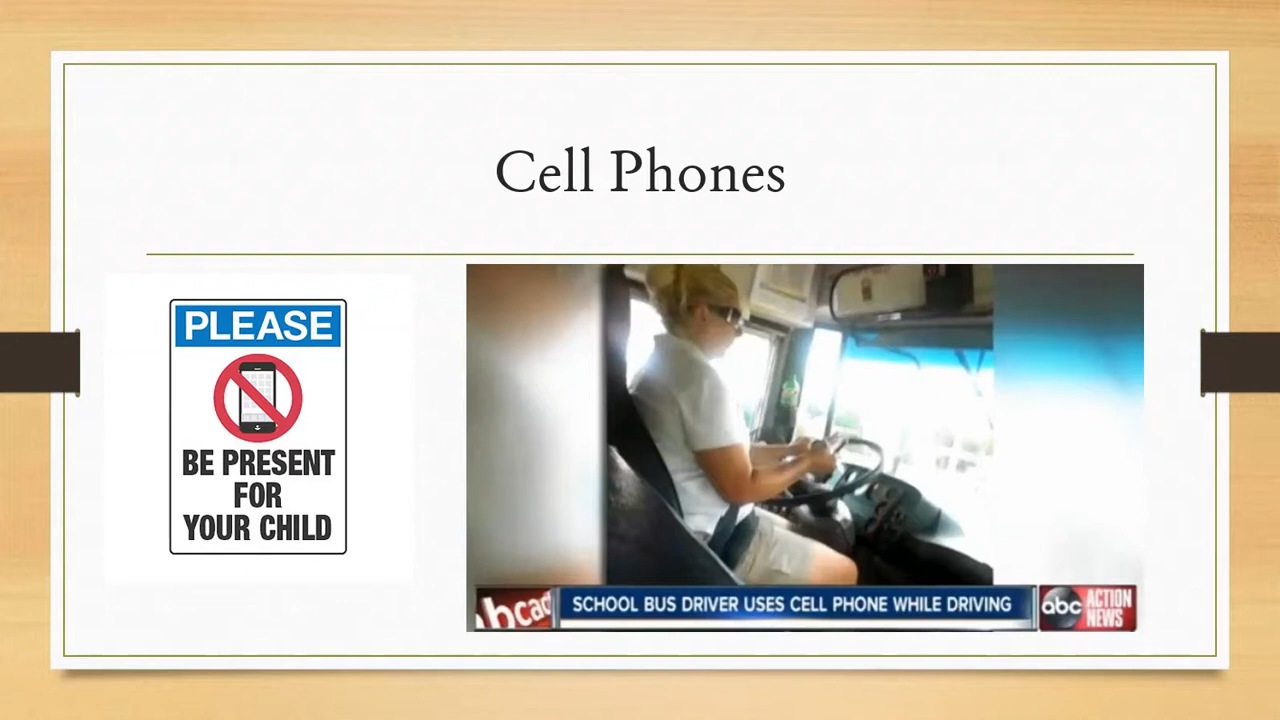 Cell Phones
PLEASE
BE PRESENT
FOR
YOUR CHILD
bcac
SCHOOL BUS DRIVER USES CELL PHONE WHILE DRIVING
abc
ACTION
NEWS